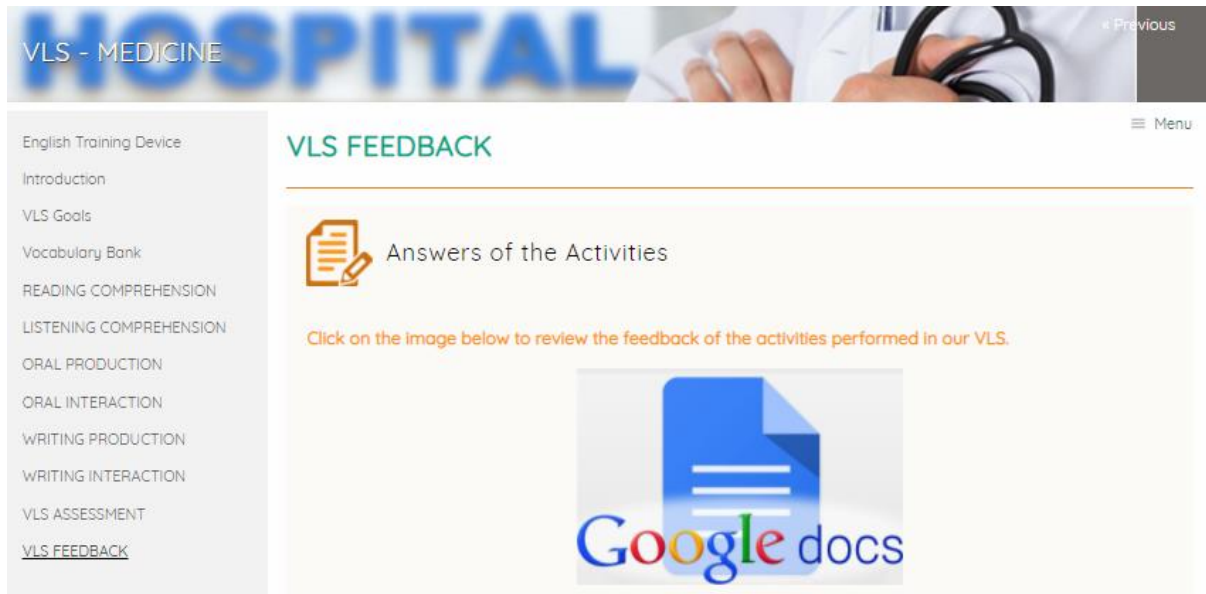 HOSPITAL
VLS - MEDICINE
« Previous
≡ Menu
English Training Device
Introduction
VLS Goals
Vocabulary Bank
READING COMPREHENSION
LISTENING COMPREHENSION
ORAL PRODUCTION
ORAL INTERACTION
WRITING PRODUCTION
WRITING INTERACTION
VLS ASSESSMENT
VLS FEEDBACK
VLS FEEDBACK
Answers of the Activities
Click on the image below to review the feedback of the activities performed in our VLS.
Google docs